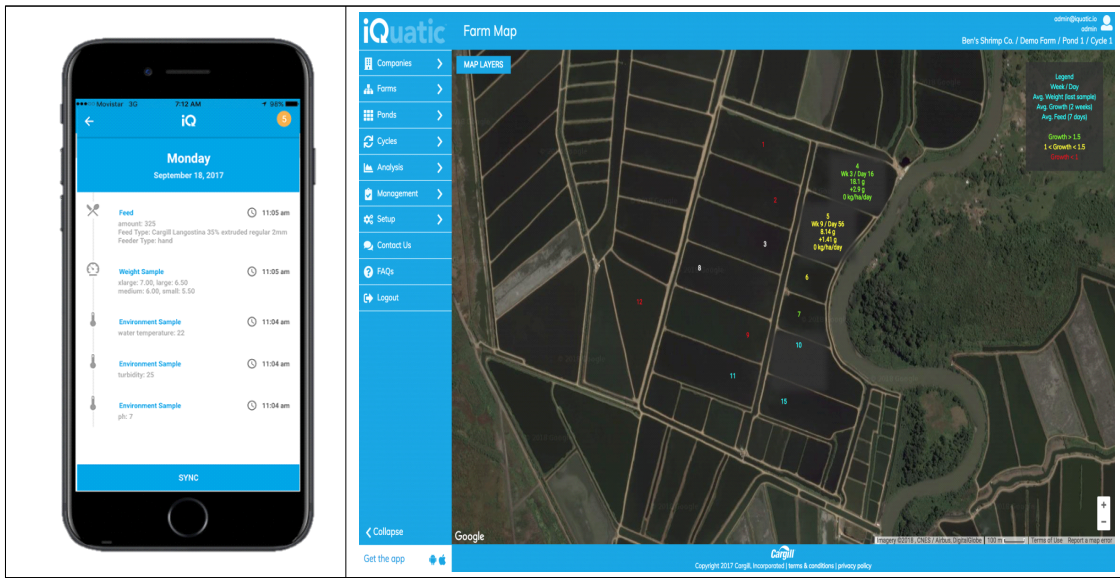 Movistar 3G 7:12 AM 98%
iQ
5
Monday
September 18, 2017
Feed 11:05 am
amount: 325
Feed Type: Cargill Langostina 35% extruded regular 2mm
Feeder Type: hand
Weight Sample 11:05 am
xlarge: 7.00, large: 6.50
medium: 6.00, small: 5.50
Environment Sample 11:04 am
water temperature: 22
Environment Sample 11:04 am
turbidity: 25
Environment Sample 11:04 am
ph: 7
SYNC
iQuatic
Farm Map
admin@iquatic.io
admin
Ben's Shrimp Co. / Demo Farm / Pond 1 / Cycle 1
Companies
Farms
Ponds
Cycles
Analysis
Management
Setup
Contact Us
FAQs
Logout
Collapse
Get the app
MAP LAYERS
Legend
Week / Day
Avg. Weight (last sample)
Avg. Growth (2 weeks)
Avg. Feed (7 days)
Growth > 1.5
1 < Growth < 1.5
Growth < 1
1
4
Wk 3 / Day 16
18.1 g
+2.9 g
0 kg/ha/day
2
5
Wk 9 / Day 56
8.14 g
+1.41 g
0 kg/ha/day
3
8
6
12
7
10
11
15
Google
Imagery ©2018 , CNES / Airbus, DigitalGlobe
100 m
Terms of Use
Report a map error
+
−
Cargill
Copyright 2017 Cargill, Incorporated | terms & conditions | privacy policy